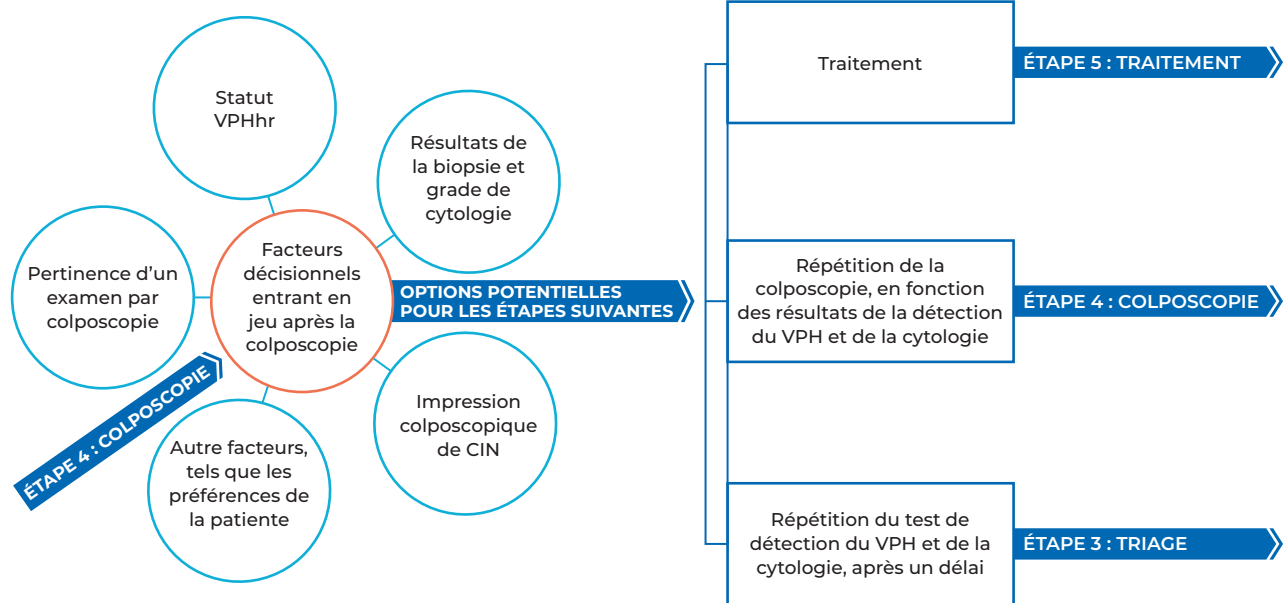 Statut
VPHhr
Résultats de
la biopsie et
grade de
cytologie
Pertinence d’un
examen par
colposcopie
Facteurs
décisionnels
entrant en
jeu après la
colposcopie
Impression
colposcopique
de CIN
Autre facteurs,
tels que les
préférences de
la patiente
ÉTAPE 4 : COLPOSCOPIE
OPTIONS POTENTIELLES
POUR LES ÉTAPES SUIVANTES
Traitement
ÉTAPE 5 : TRAITEMENT
Répétition de la
colposcopie, en fonction
des résultats de la détection
du VPH et de la cytologie
ÉTAPE 4 : COLPOSCOPIE
Répétition du test de
détection du VPH et de la
cytologie, après un délai
ÉTAPE 3 : TRIAGE